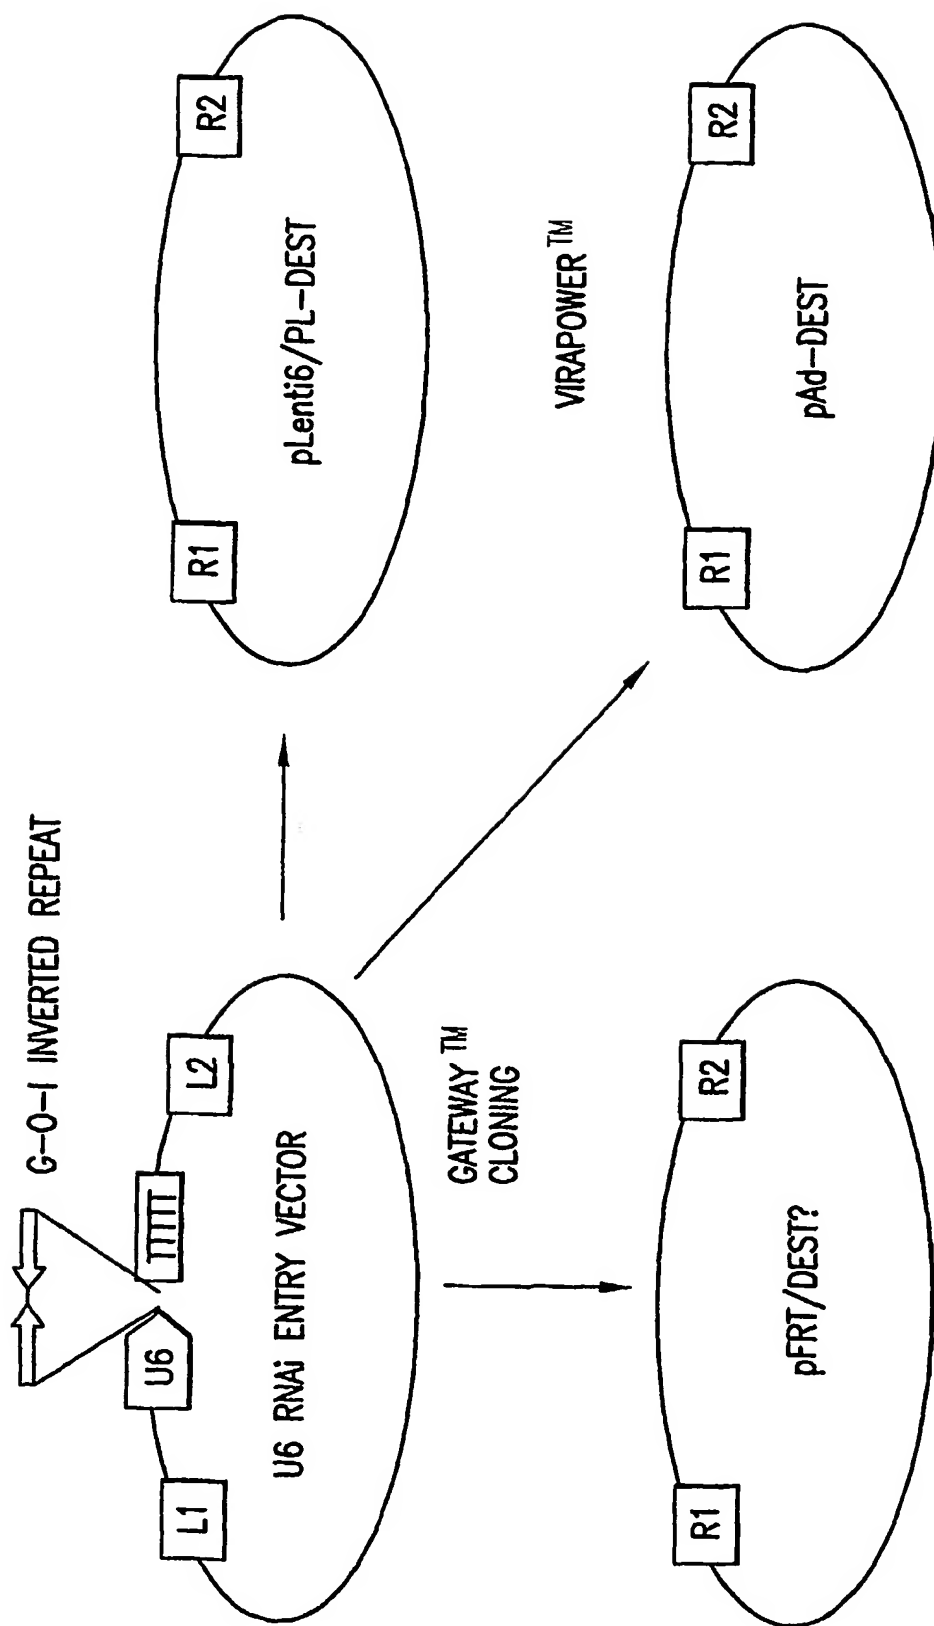 G-O-I INVERTED REPEAT
U6
TTTTT
L1
L2
U6 RNAi ENTRY VECTOR
R1
R2
pLenti6/PL-DEST
GATEWAY™
CLONING
VIRAPOWER™
R1
R2
pFRT/DEST?
R1
R2
pAd-DEST